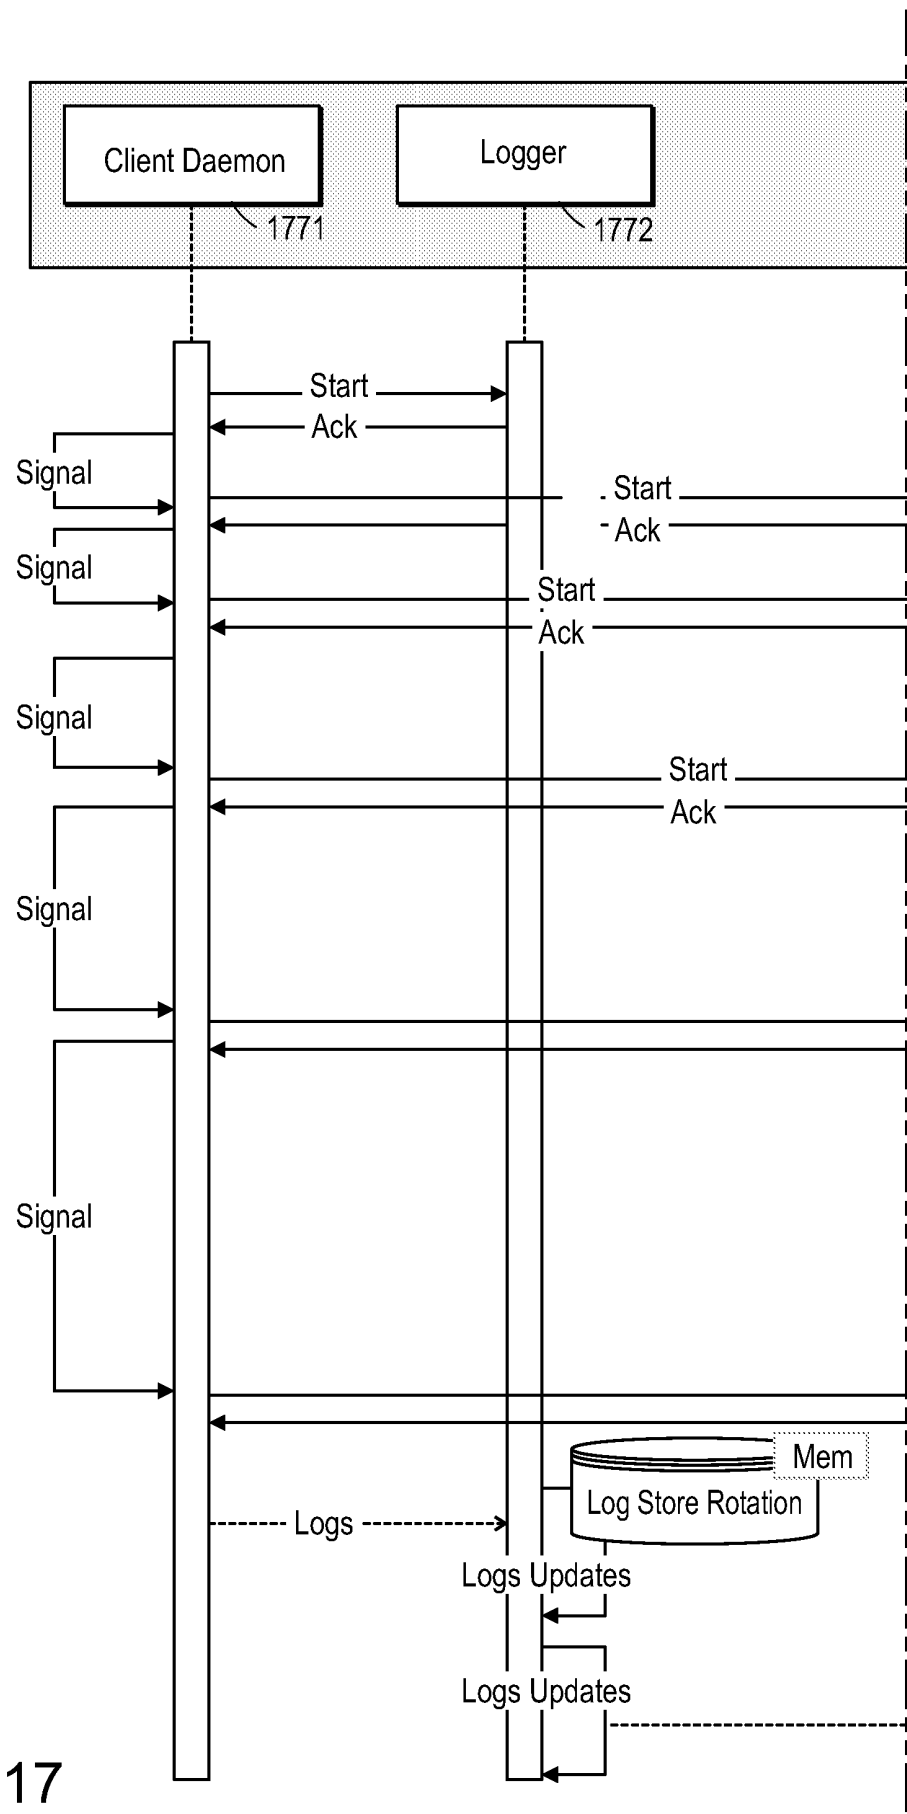 Client Daemon
Logger
1771
1772
Start
Ack
Signal
Start
Ack
Signal
Start
Ack
Signal
Start
Ack
Signal
Signal
Mem
Log Store Rotation
Logs
Logs Updates
Logs Updates
17